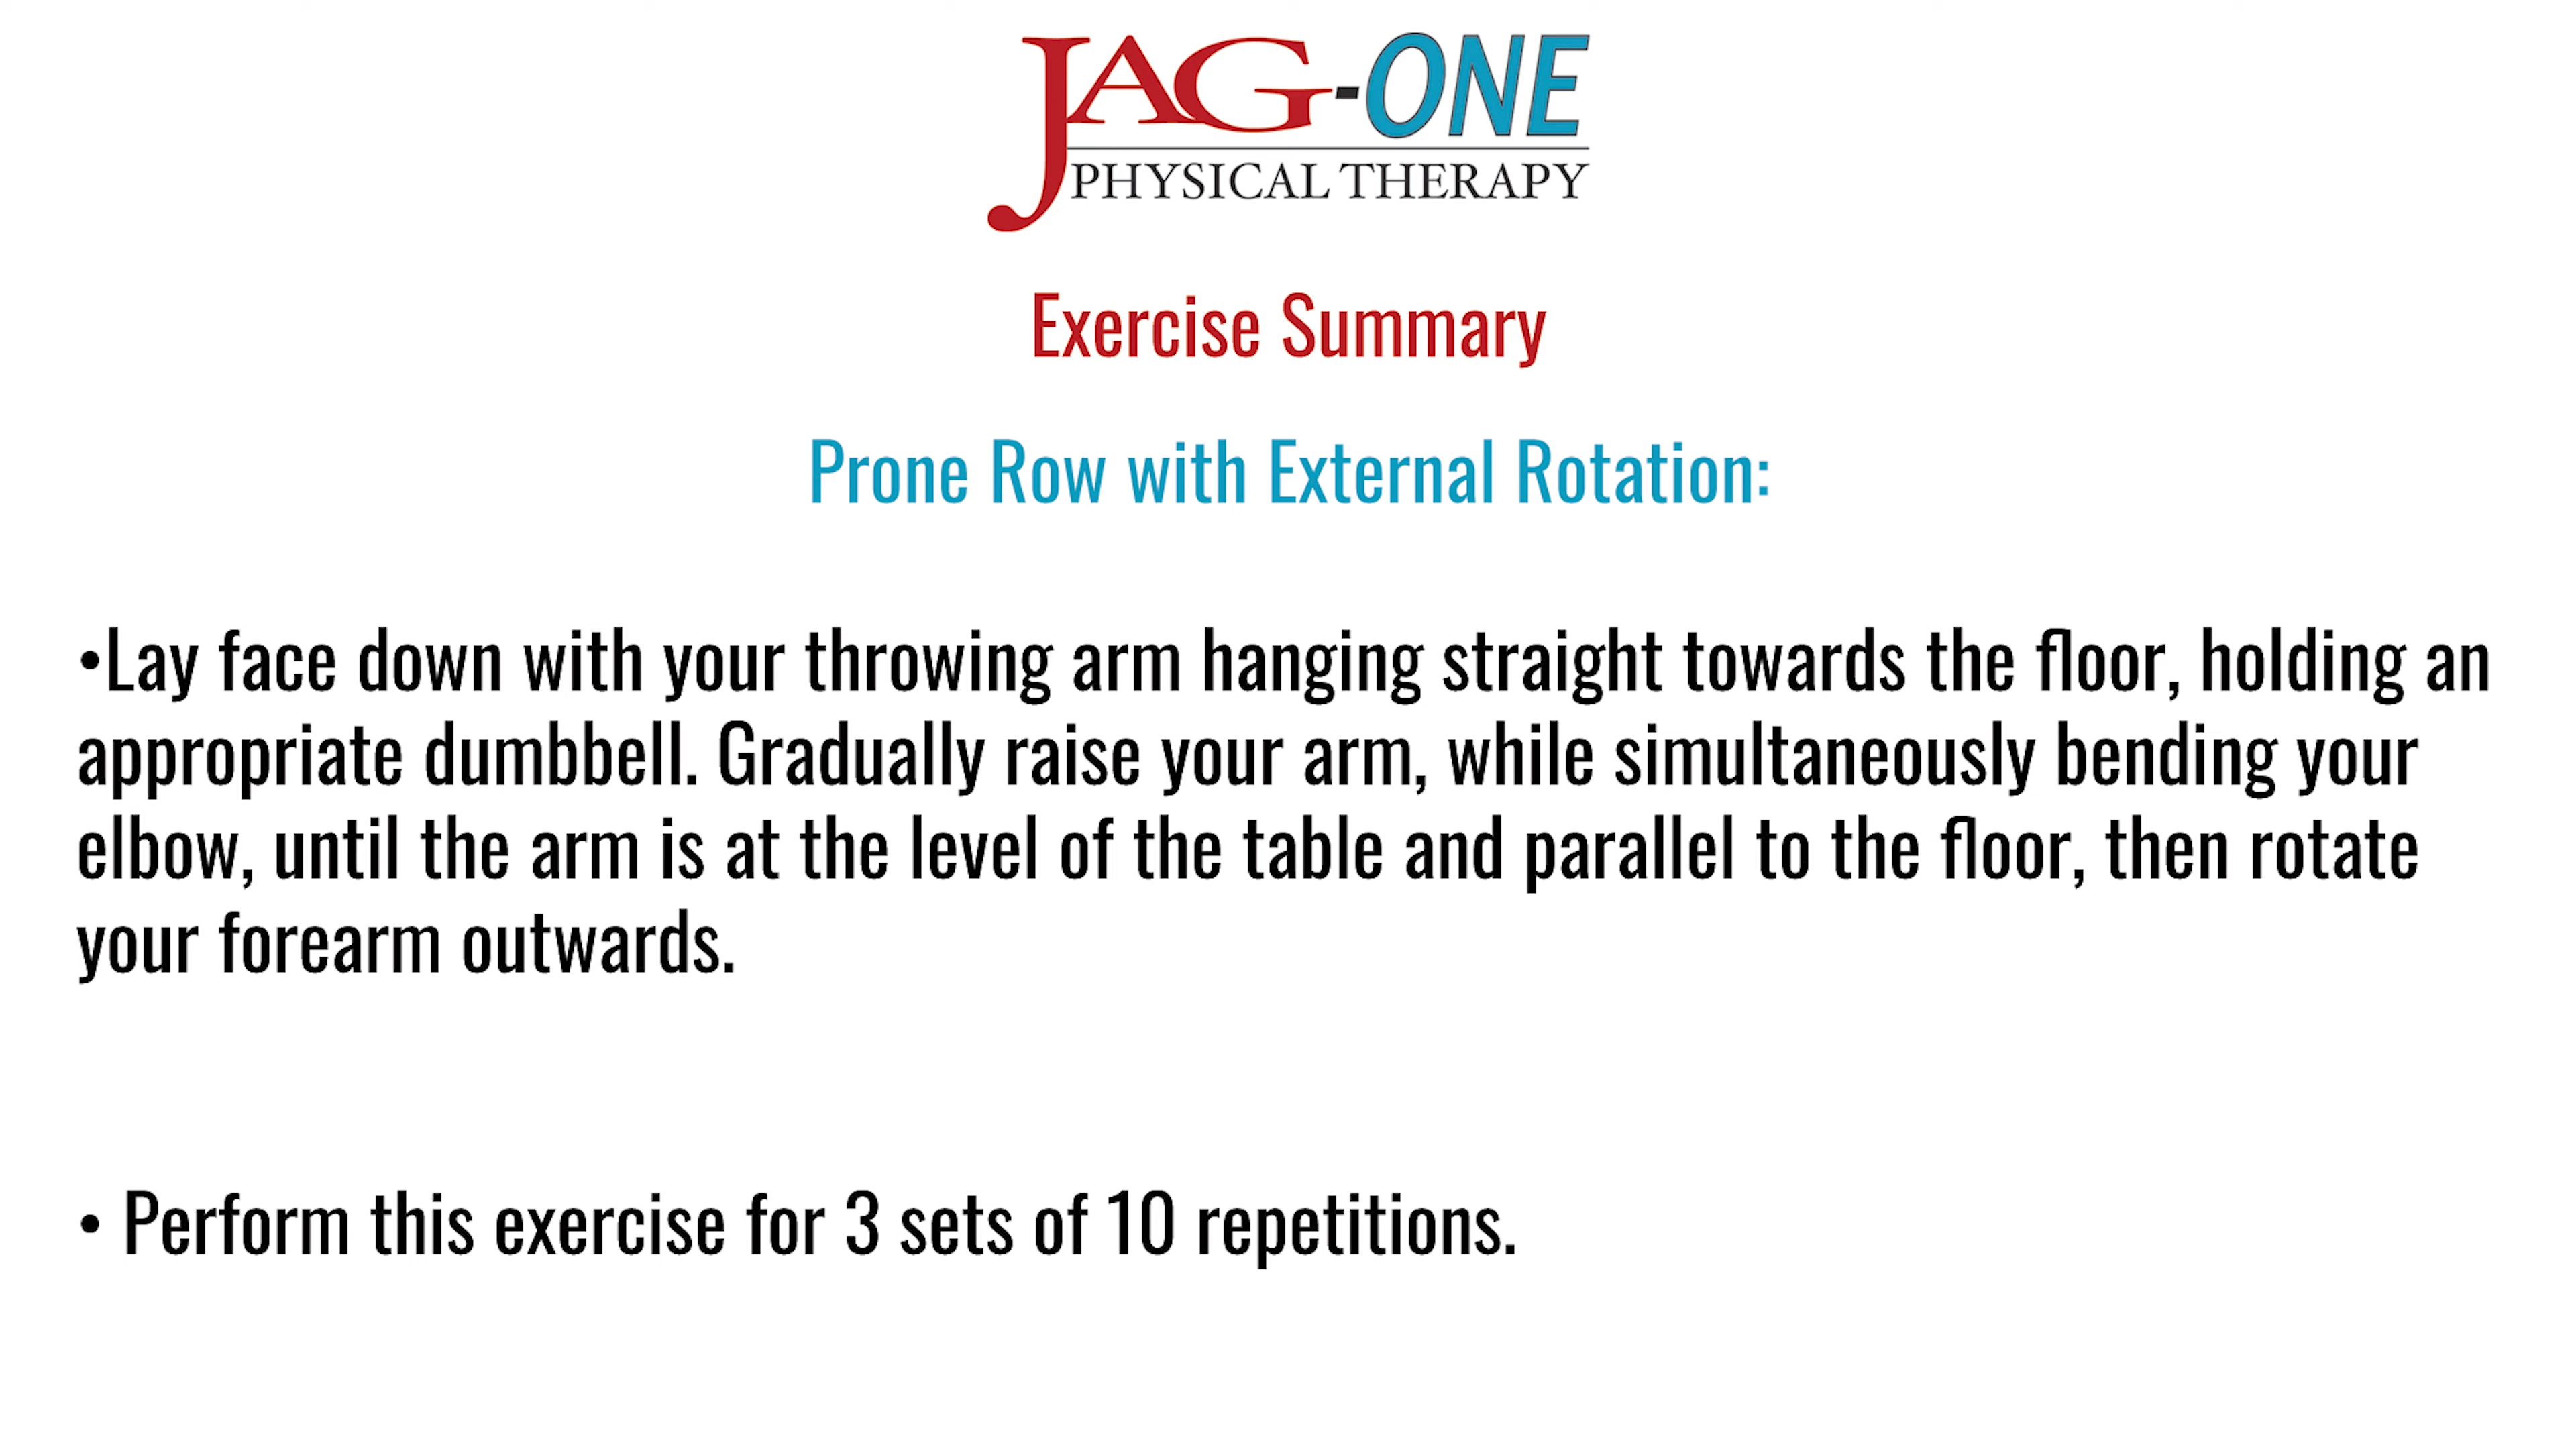 JAG-ONE
PHYSICAL THERAPY
Exercise Summary
Prone Row with External Rotation:
•Lay face down with your throwing arm hanging straight towards the floor, holding an
appropriate dumbbell. Gradually raise your arm, while simultaneously bending your
elbow, until the arm is at the level of the table and parallel to the floor, then rotate
your forearm outwards.
• Perform this exercise for 3 sets of 10 repetitions.